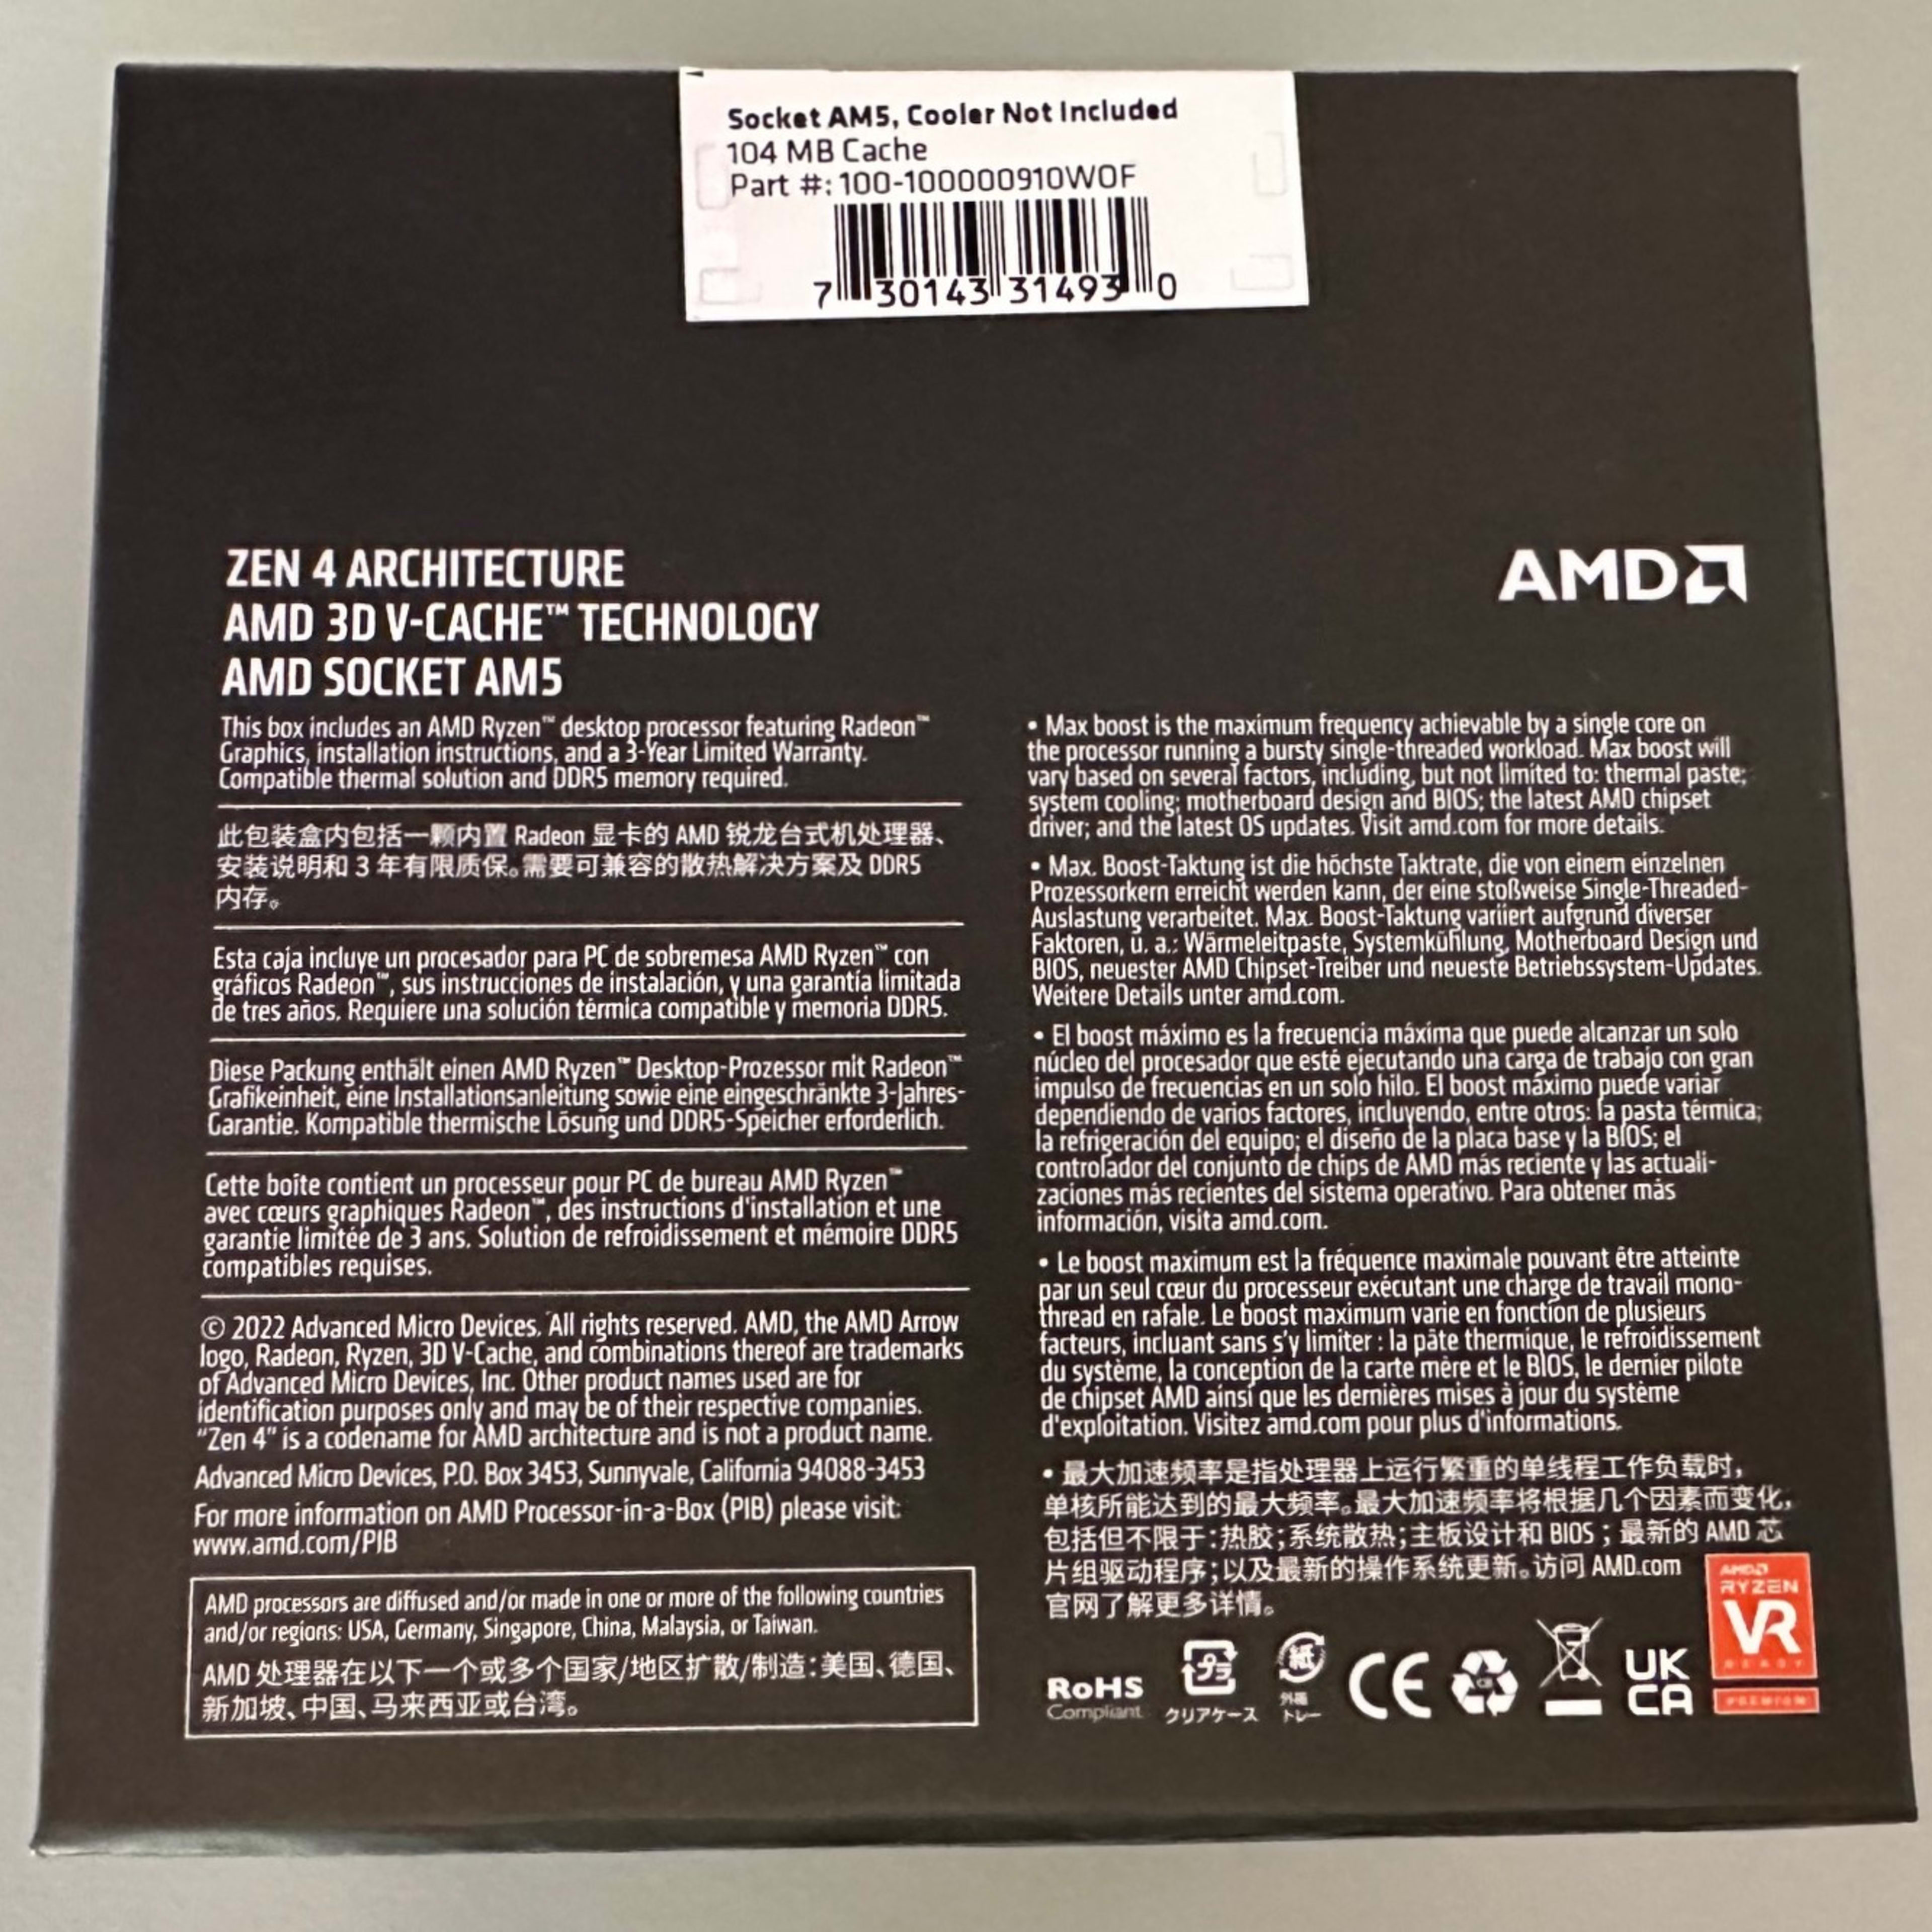 Socket AM5, Cooler Not Included
104 MB Cache
Part #: 100-100000910WOF
7 30143 31493 0
ZEN 4 ARCHITECTURE
AMD 3D V-CACHE™ TECHNOLOGY
AMD SOCKET AM5
AMD
This box includes an AMD Ryzen™ desktop processor featuring Radeon™
Graphics, installation instructions, and a 3-Year Limited Warranty.
Compatible thermal solution and DDR5 memory required.
此包装盒内包括一颗内置 Radeon 显卡的 AMD 锐龙台式机处理器、
安装说明和 3 年有限质保。需要可兼容的散热解决方案及 DDR5
内存。
Esta caja incluye un procesador para PC de sobremesa AMD Ryzen™ con
gráficos Radeon™, sus instrucciones de instalación, y una garantía limitada
de tres años. Requiere una solución térmica compatible y memoria DDR5.
Diese Packung enthält einen AMD Ryzen™ Desktop-Prozessor mit Radeon™
Grafikeinheit, eine Installationsanleitung sowie eine eingeschränkte 3-Jahres-
Garantie. Kompatible thermische Lösung und DDR5-Speicher erforderlich.
Cette boîte contient un processeur pour PC de bureau AMD Ryzen™
avec cœurs graphiques Radeon™, des instructions d'installation et une
garantie limitée de 3 ans. Solution de refroidissement et mémoire DDR5
compatibles requises.
© 2022 Advanced Micro Devices. All rights reserved. AMD, the AMD Arrow
logo, Radeon, Ryzen, 3D V-Cache, and combinations thereof are trademarks
of Advanced Micro Devices, Inc. Other product names used are for
identification purposes only and may be of their respective companies.
"Zen 4" is a codename for AMD architecture and is not a product name.
Advanced Micro Devices, P.O. Box 3453, Sunnyvale, California 94088-3453
For more information on AMD Processor-in-a-Box (PIB) please visit:
www.amd.com/PIB
AMD processors are diffused and/or made in one or more of the following countries
and/or regions: USA, Germany, Singapore, China, Malaysia, or Taiwan.
AMD 处理器在以下一个或多个国家/地区扩散/制造：美国、德国、
新加坡、中国、马来西亚或台湾。
• Max boost is the maximum frequency achievable by a single core on
the processor running a bursty single-threaded workload. Max boost will
vary based on several factors, including, but not limited to: thermal paste;
system cooling; motherboard design and BIOS; the latest AMD chipset
driver; and the latest OS updates. Visit amd.com for more details.
• Max. Boost-Taktung ist die höchste Taktrate, die von einem einzelnen
Prozessorkern erreicht werden kann, der eine stoßweise Single-Threaded-
Auslastung verarbeitet. Max. Boost-Taktung variiert aufgrund diverser
Faktoren, u. a.: Wärmeleitpaste, Systemkühlung, Motherboard Design und
BIOS, neuester AMD Chipset-Treiber und neueste Betriebssystem-Updates.
Weitere Details unter amd.com.
• El boost máximo es la frecuencia máxima que puede alcanzar un solo
núcleo del procesador que esté ejecutando una carga de trabajo con gran
impulso de frecuencias en un solo hilo. El boost máximo puede variar
dependiendo de varios factores, incluyendo, entre otros: la pasta térmica;
la refrigeración del equipo; el diseño de la placa base y la BIOS; el
controlador del conjunto de chips de AMD más reciente y las actuali-
zaciones más recientes del sistema operativo. Para obtener más
información, visita amd.com.
• Le boost maximum est la fréquence maximale pouvant être atteinte
par un seul cœur du processeur exécutant une charge de travail mono-
thread en rafale. Le boost maximum varie en fonction de plusieurs
facteurs, incluant sans s'y limiter : la pâte thermique, le refroidissement
du système, la conception de la carte mère et le BIOS, le dernier pilote
de chipset AMD ainsi que les dernières mises à jour du système
d'exploitation. Visitez amd.com pour plus d'informations.
• 最大加速频率是指处理器上运行繁重的单线程工作负载时，
单核所能达到的最大频率。最大加速频率将根据几个因素而变化，
包括但不限于：热胶；系统散热；主板设计和 BIOS；最新的 AMD 芯
片组驱动程序；以及最新的操作系统更新。访问 AMD.com
官网了解更多详情。
RoHS
Compliant
プラ
クリアケース
紙
外箱
トレー
CE
UK
CA
AMD
RYZEN
VR
READY
PREMIUM